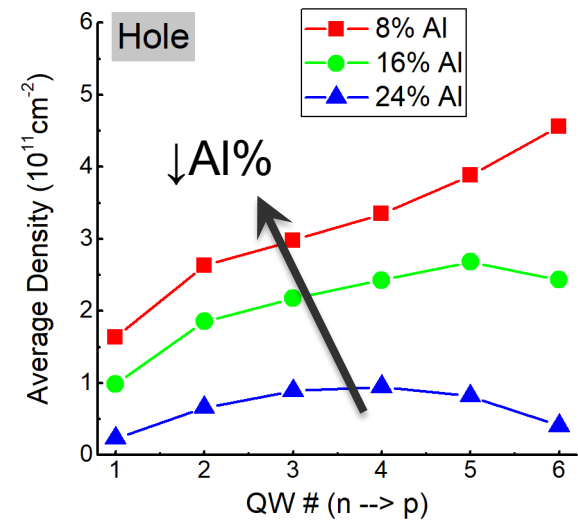 Hole
8% Al
16% Al
24% Al
↓Al%
Average Density (10¹¹cm⁻²)
6
5
4
3
2
1
0
1 2 3 4 5 6
QW # (n --> p)